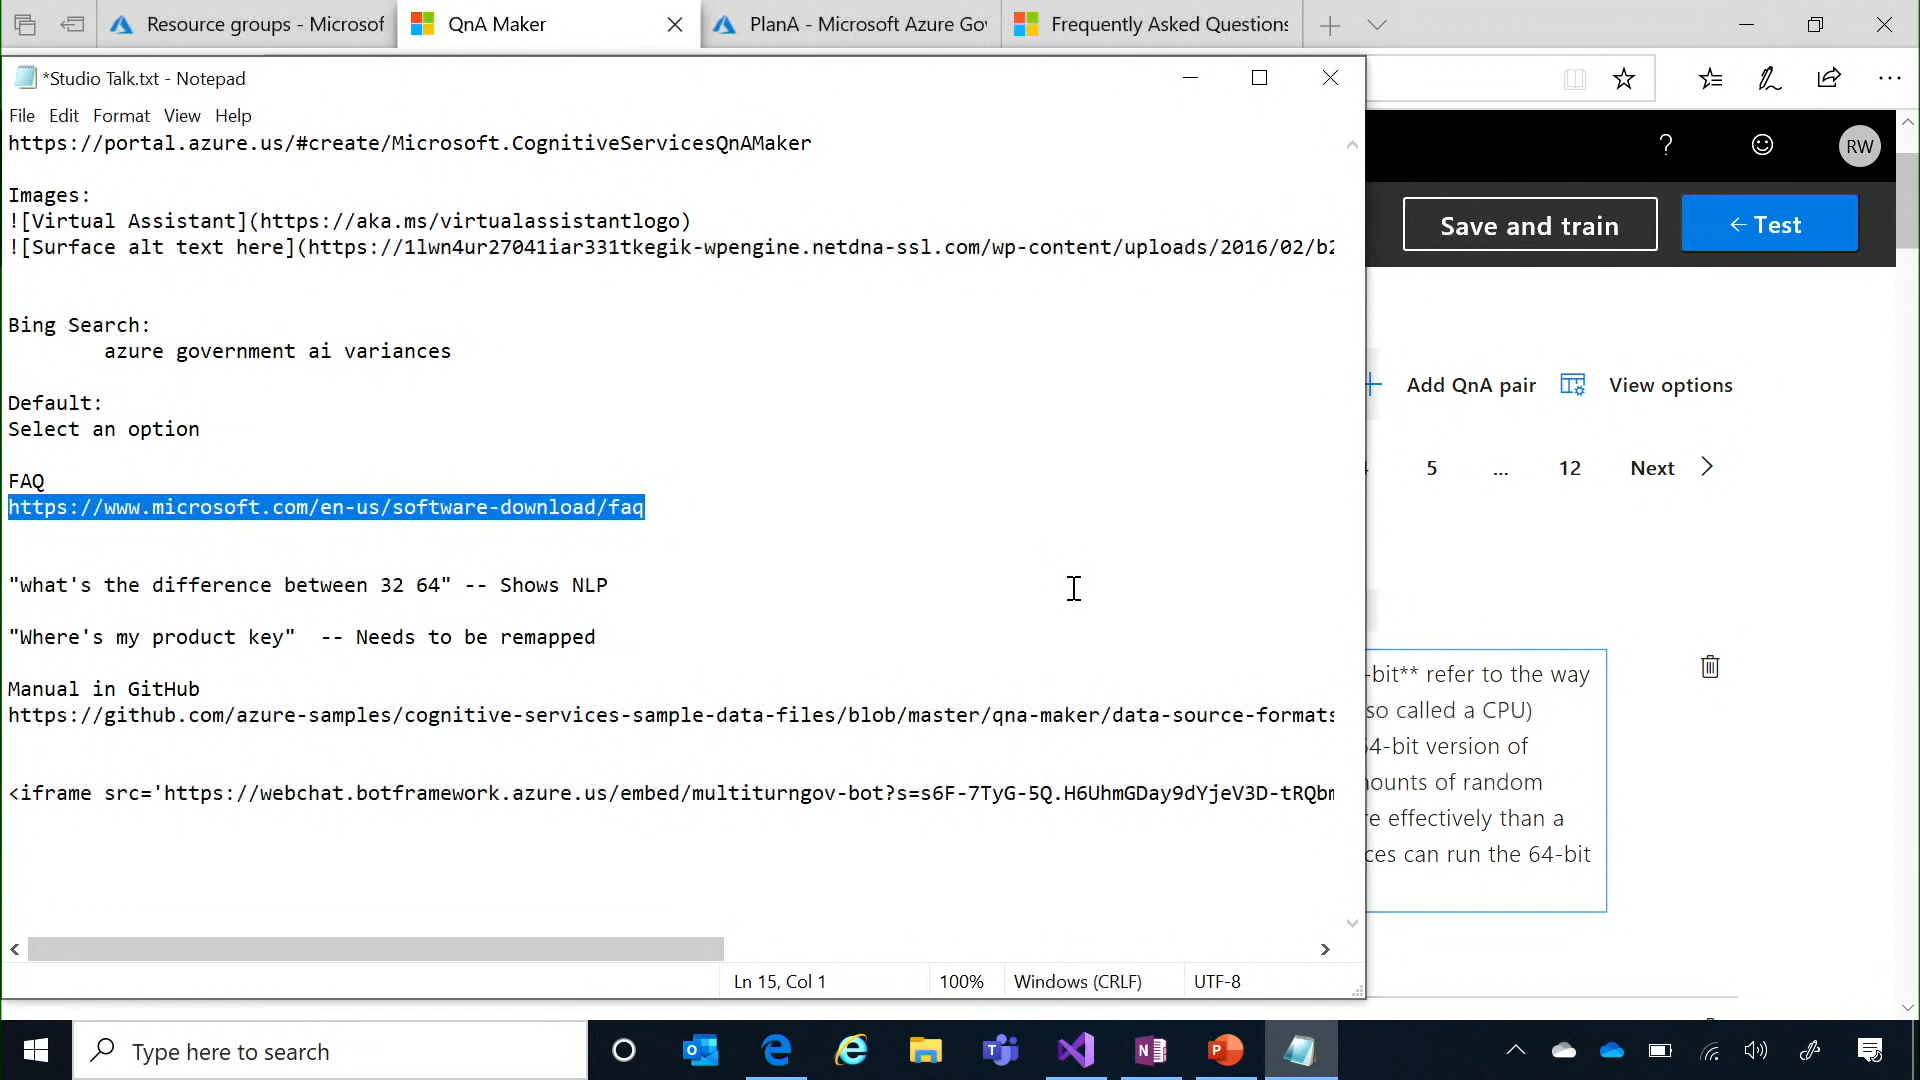 Resource groups - Microsof
QnA Maker
PlanA - Microsoft Azure Gov
Frequently Asked Questions
*Studio Talk.txt - Notepad
File Edit Format View Help
https://portal.azure.us/#create/Microsoft.CognitiveServicesQnAMaker
Images:
![Virtual Assistant](https://aka.ms/virtualassistantlogo)
![Surface alt text here](https://1lwn4ur27041iar331tkegik-wpengine.netdna-ssl.com/wp-content/uploads/2016/02/b2
Bing Search:
azure government ai variances
Default:
Select an option
FAQ
https://www.microsoft.com/en-us/software-download/faq
"what's the difference between 32 64" -- Shows NLP
"Where's my product key" -- Needs to be remapped
Manual in GitHub
https://github.com/azure-samples/cognitive-services-sample-data-files/blob/master/qna-maker/data-source-formats
<iframe src='https://webchat.botframework.azure.us/embed/multiturngov-bot?s=s6F-7TyG-5Q.H6UhmGDay9dYjeV3D-tRQbm
Ln 15, Col 1
100%
Windows (CRLF)
UTF-8
?
RW
Save and train
← Test
+ Add QnA pair
View options
5 ... 12 Next
-bit** refer to the way
so called a CPU)
64-bit version of
nounts of random
re effectively than a
ces can run the 64-bit
Type here to search